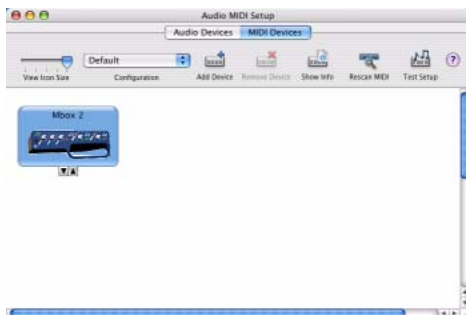 Audio MIDI Setup
Audio Devices MIDI Devices
Default
View Icon Size Configuration Add Device Remove Device Show Info Rescan MIDI Test Setup ?
Mbox 2